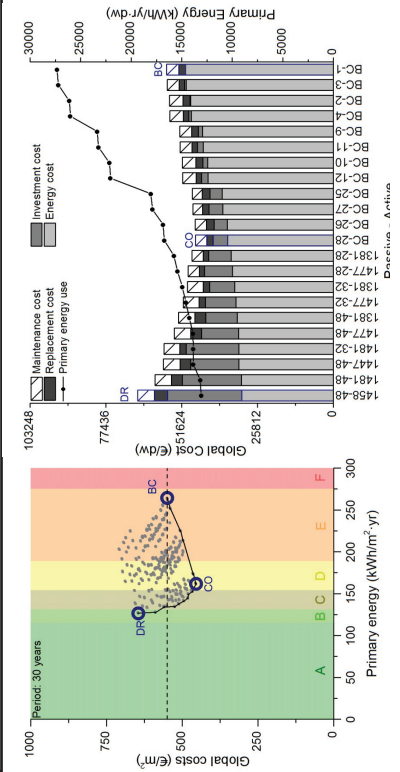 Period: 30 years
Global costs (€/m²)
1000
750
500
250
0
DR
BC
CO
A
B
C
D
E
F
0
50
100
150
200
250
300
Primary energy (kWh/m²·yr)
Maintenance cost
Replacement cost
Primary energy use
Investment cost
Energy cost
Global Cost (€/dw)
103248
77436
51624
25812
0
Primary Energy (kWh/yr·dw)
30000
25000
20000
15000
10000
5000
0
DR
CO
BC
1458-48
1481-48
1447-48
1481-32
1477-48
1381-48
1477-32
1381-32
1477-28
1381-28
BC-28
BC-26
BC-27
BC-25
BC-12
BC-10
BC-11
BC-9
BC-4
BC-2
BC-3
BC-1
Passive - Active